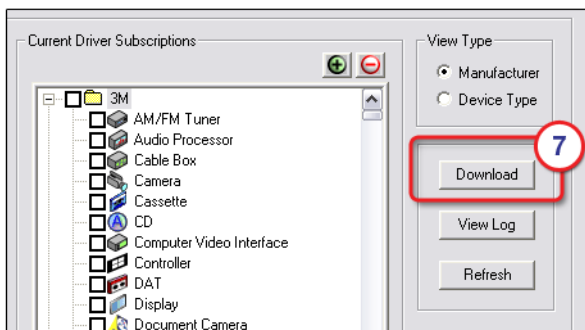 Current Driver Subscriptions
3M
AM/FM Tuner
Audio Processor
Cable Box
Camera
Cassette
CD
Computer Video Interface
Controller
DAT
Display
Document Camera
View Type
Manufacturer
Device Type
7
Download
View Log
Refresh